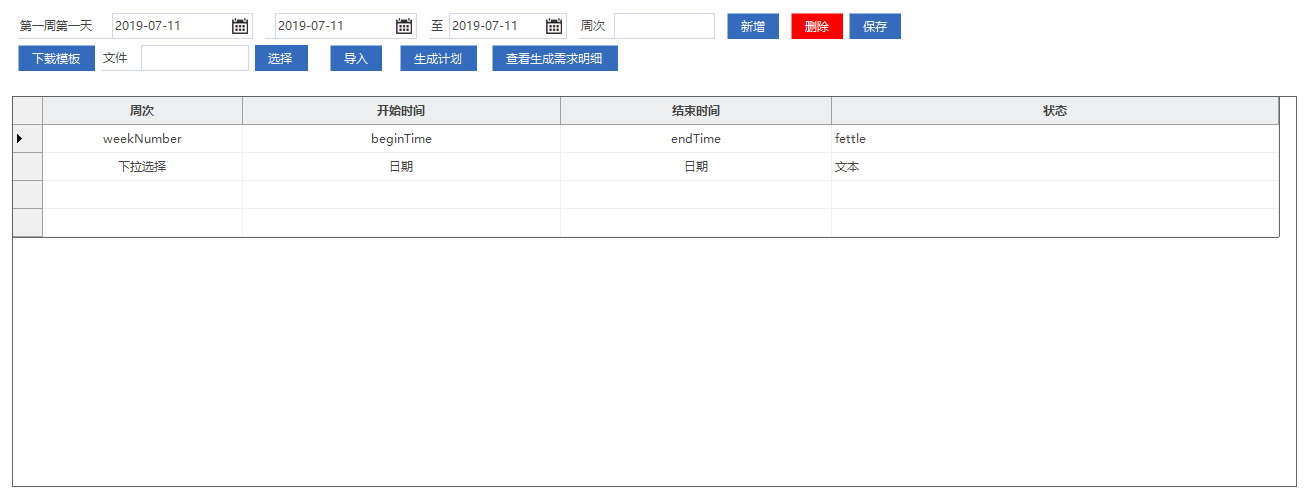 第一周第一天 2019-07-11 2019-07-11 至 2019-07-11 周次 新增 删除 保存
下载模板 文件 选择 导入 生成计划 查看生成需求明细
周次 开始时间 结束时间 状态
weekNumber beginTime endTime fettle
下拉选择 日期 日期 文本